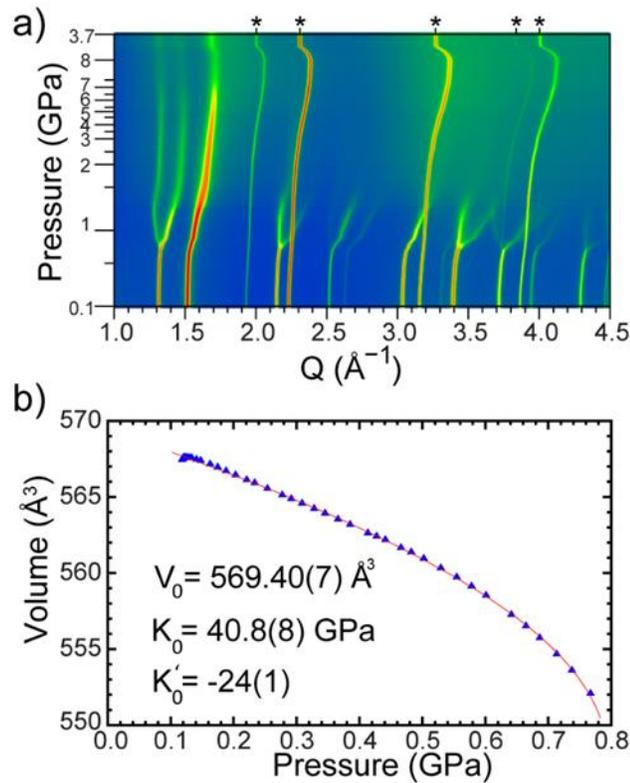 a)
* * * * *
3.7
8
7
6
5
4
3
2
1
0.1
Pressure (GPa)
1.0 1.5 2.0 2.5 3.0 3.5 4.0 4.5
Q (Å⁻¹)
b)
570
565
560
555
550
Volume (Å³)
V₀= 569.40(7) Å³
K₀= 40.8(8) GPa
K₀′= -24(1)
0.0 0.1 0.2 0.3 0.4 0.5 0.6 0.7 0.8
Pressure (GPa)